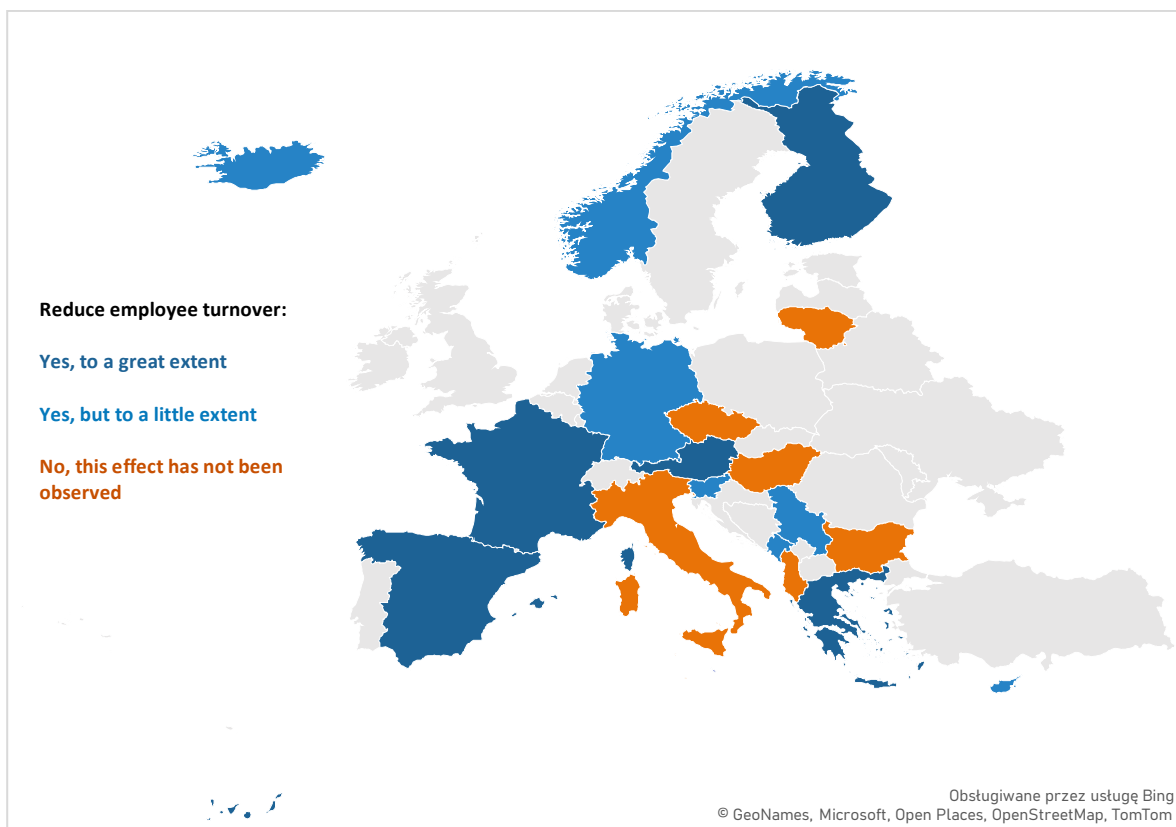 Reduce employee turnover:
Yes, to a great extent
Yes, but to a little extent
No, this effect has not been
observed
Obsługiwane przez usługę Bing
© GeoNames, Microsoft, Open Places, OpenStreetMap, TomTom